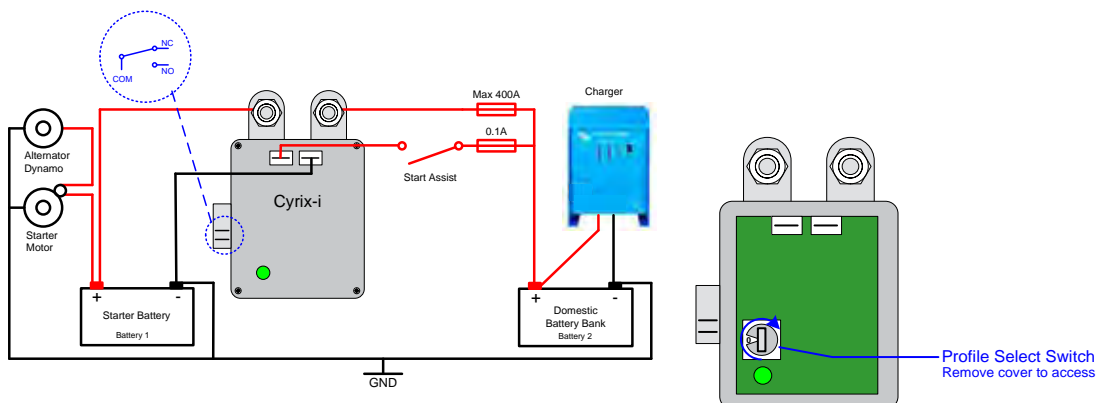 NC
COM
NO
Max 400A
Charger
0.1A
Alternator
Dynamo
Start Assist
Cyrix-i
Starter
Motor
+ -
Starter Battery
Battery 1
+ -
Domestic
Battery Bank
Battery 2
GND
0
Profile Select Switch
Remove cover to access